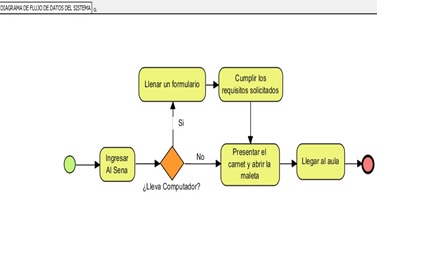 DIAGRAMA DE FLUJO DE DATOS DEL SISTEMA
Llenar un formulario
Cumplir los
requisitos solicitados
Si
Ingresar
Al Sena
¿Lleva Computador?
No
Presentar el
carnet y abrir la
maleta
Llegar al aula